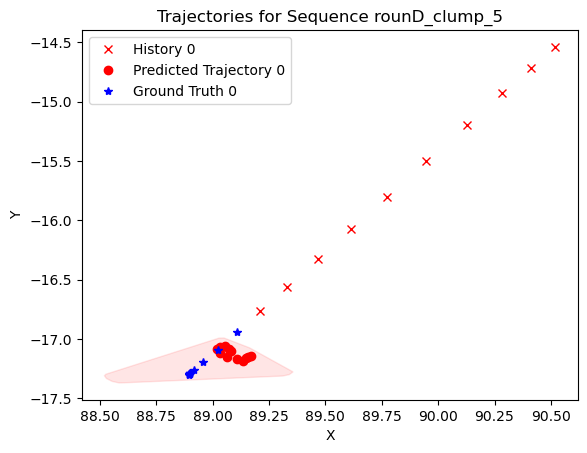 Trajectories for Sequence rounD_clump_5
History 0
Predicted Trajectory 0
Ground Truth 0
−14.5
−15.0
−15.5
−16.0
−16.5
−17.0
−17.5
Y
88.50 88.75 89.00 89.25 89.50 89.75 90.00 90.25 90.50
X